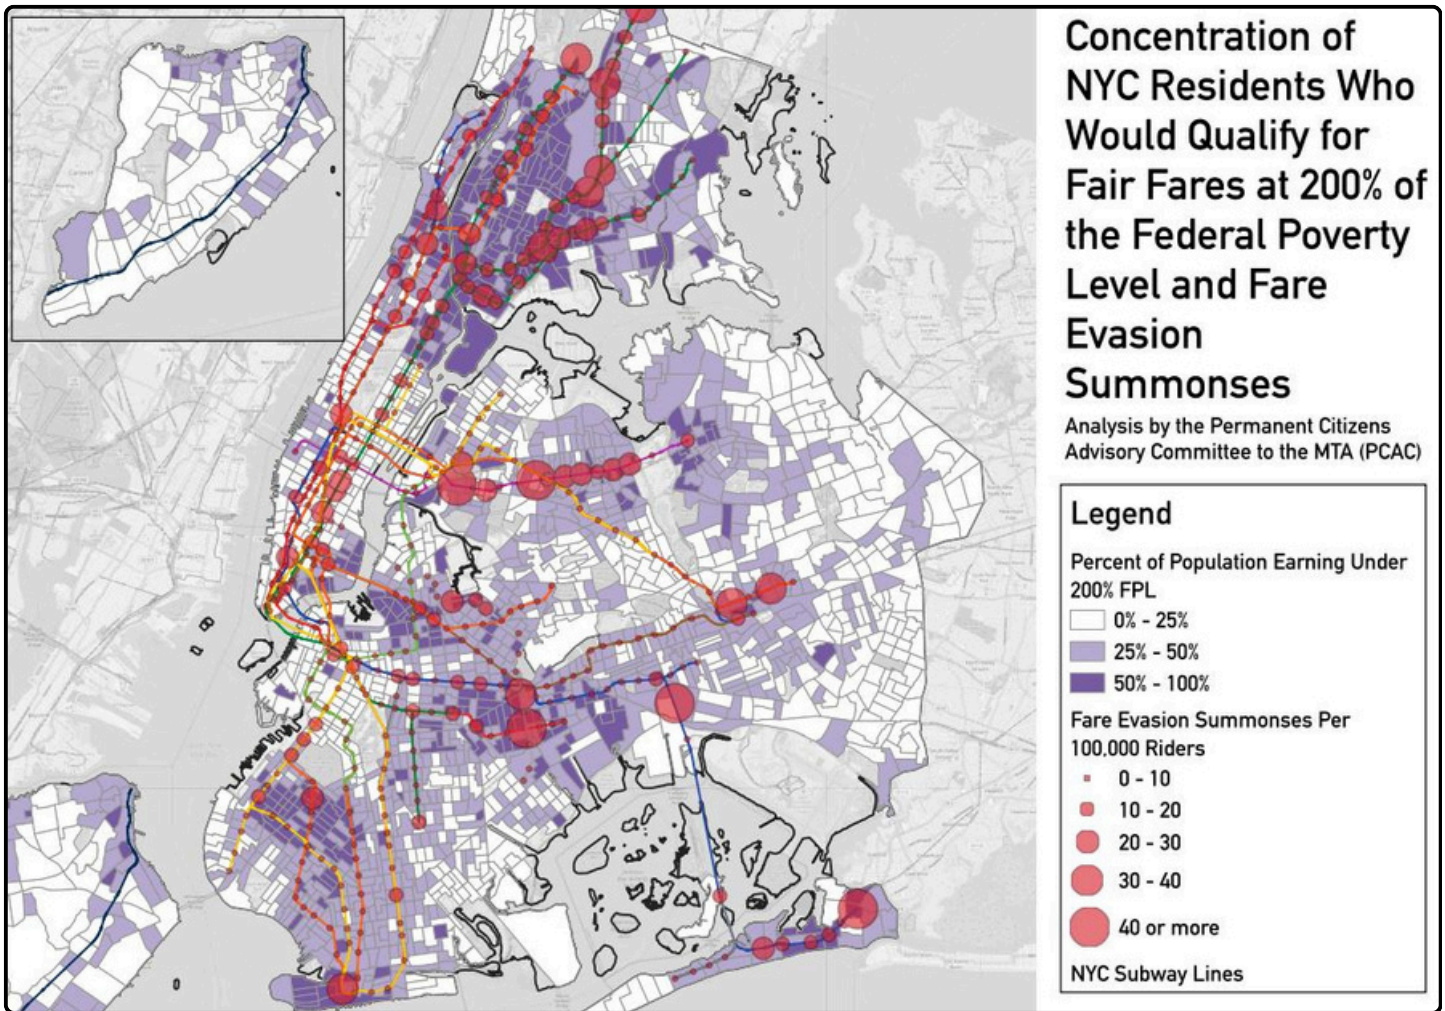 Concentration of
NYC Residents Who
Would Qualify for
Fair Fares at 200% of
the Federal Poverty
Level and Fare
Evasion
Summonses
Analysis by the Permanent Citizens
Advisory Committee to the MTA (PCAC)
Legend
Percent of Population Earning Under
200% FPL
0% - 25%
25% - 50%
50% - 100%
Fare Evasion Summonses Per
100,000 Riders
0 - 10
10 - 20
20 - 30
30 - 40
40 or more
NYC Subway Lines